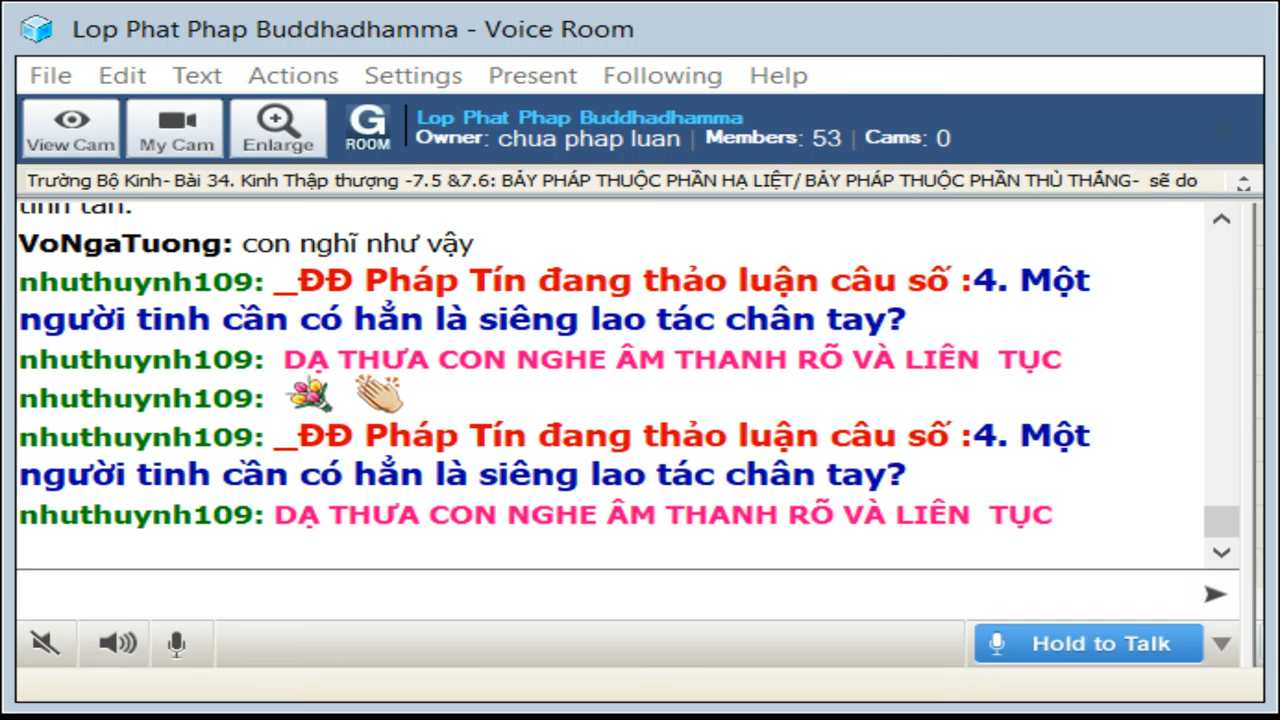 Lop Phat Phap Buddhadhamma - Voice Room
File Edit Text Actions Settings Present Following Help
View Cam My Cam Enlarge G ROOM
Lop Phat Phap Buddhadhamma
Owner: chua phap luan | Members: 53 | Cams: 0
Trường Bộ Kinh- Bài 34. Kinh Thập thượng -7.5 &7.6: BẢY PHÁP THUỘC PHẦN HẠ LIỆT/ BẢY PHÁP THUỘC PHẦN THÙ THẮNG- sẽ do
tinh tấn.
VoNgaTuong: con nghĩ như vậy
nhuthuynh109: _ĐĐ Pháp Tín đang thảo luận câu số :4. Một
người tinh cần có hẳn là siêng lao tác chân tay?
nhuthuynh109: DẠ THƯA CON NGHE ÂM THANH RÕ VÀ LIÊN TỤC
nhuthuynh109:
nhuthuynh109: _ĐĐ Pháp Tín đang thảo luận câu số :4. Một
người tinh cần có hẳn là siêng lao tác chân tay?
nhuthuynh109: DẠ THƯA CON NGHE ÂM THANH RÕ VÀ LIÊN TỤC
Hold to Talk